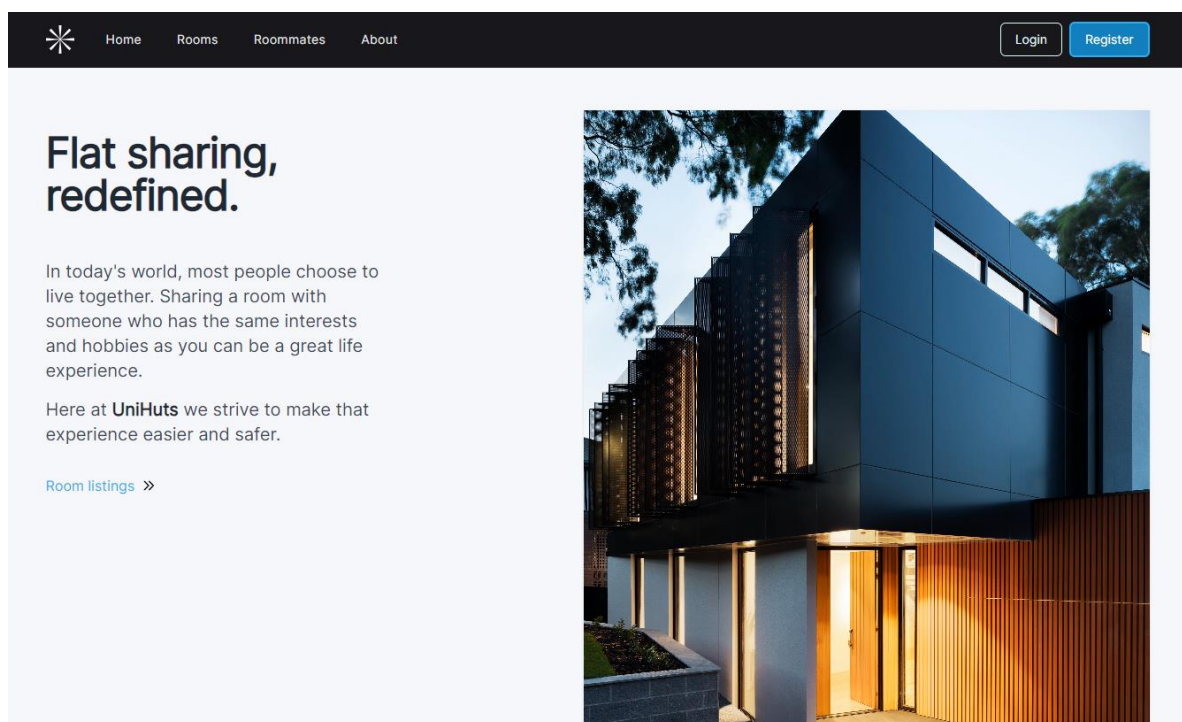 Home Rooms Roommates About Login Register
Flat sharing,
redefined.
In today's world, most people choose to
live together. Sharing a room with
someone who has the same interests
and hobbies as you can be a great life
experience.
Here at UniHuts we strive to make that
experience easier and safer.
Room listings »